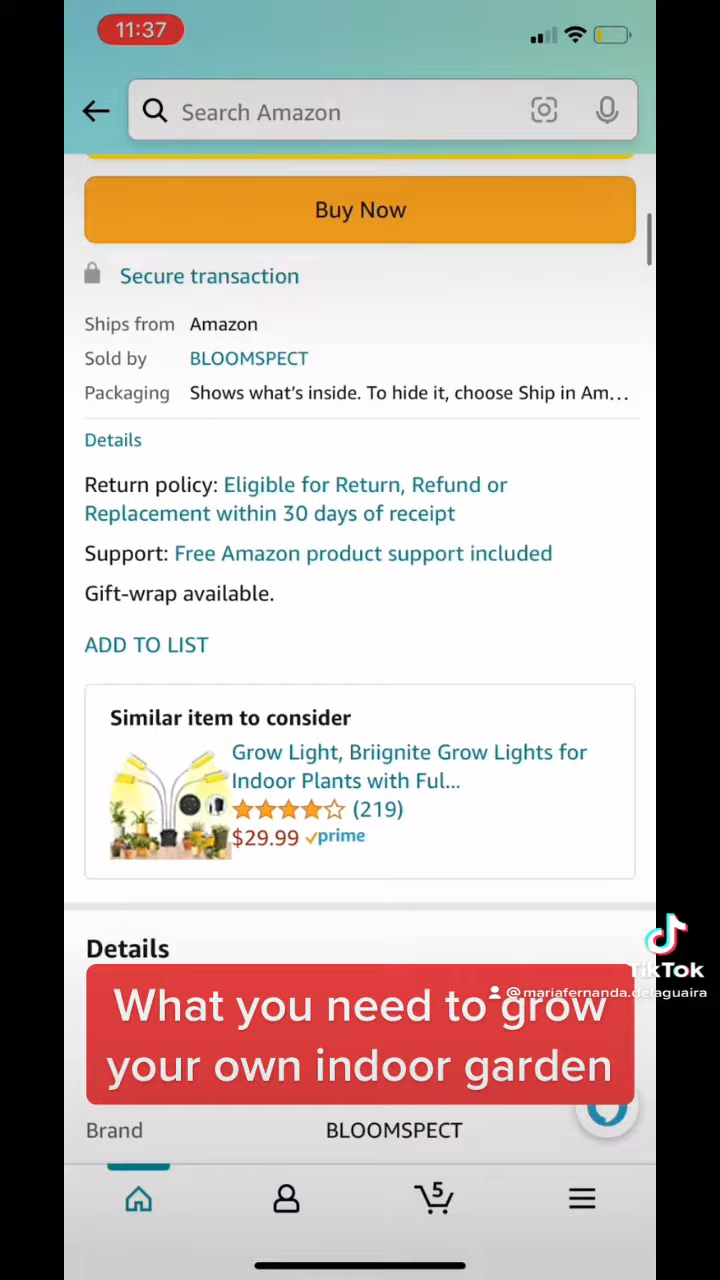 11:37
Search Amazon
Buy Now
Secure transaction
Ships from Amazon
Sold by BLOOMSPECT
Packaging Shows what's inside. To hide it, choose Ship in Am...
Details
Return policy: Eligible for Return, Refund or
Replacement within 30 days of receipt
Support: Free Amazon product support included
Gift-wrap available.
ADD TO LIST
Similar item to consider
Grow Light, Briignite Grow Lights for
Indoor Plants with Ful...
(219)
$29.99 prime
Details
TikTok
@mariafernanda.delaguaira
What you need to grow
your own indoor garden
Brand BLOOMSPECT
5